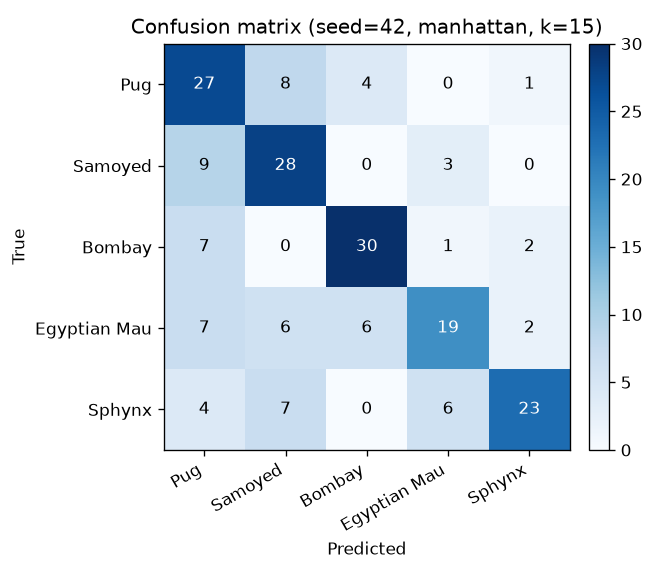 Confusion matrix (seed=42, manhattan, k=15)
True
Pug 27 8 4 0 1
Samoyed 9 28 0 3 0
Bombay 7 0 30 1 2
Egyptian Mau 7 6 6 19 2
Sphynx 4 7 0 6 23
Pug Samoyed Bombay Egyptian Mau Sphynx
Predicted
30
25
20
15
10
5
0